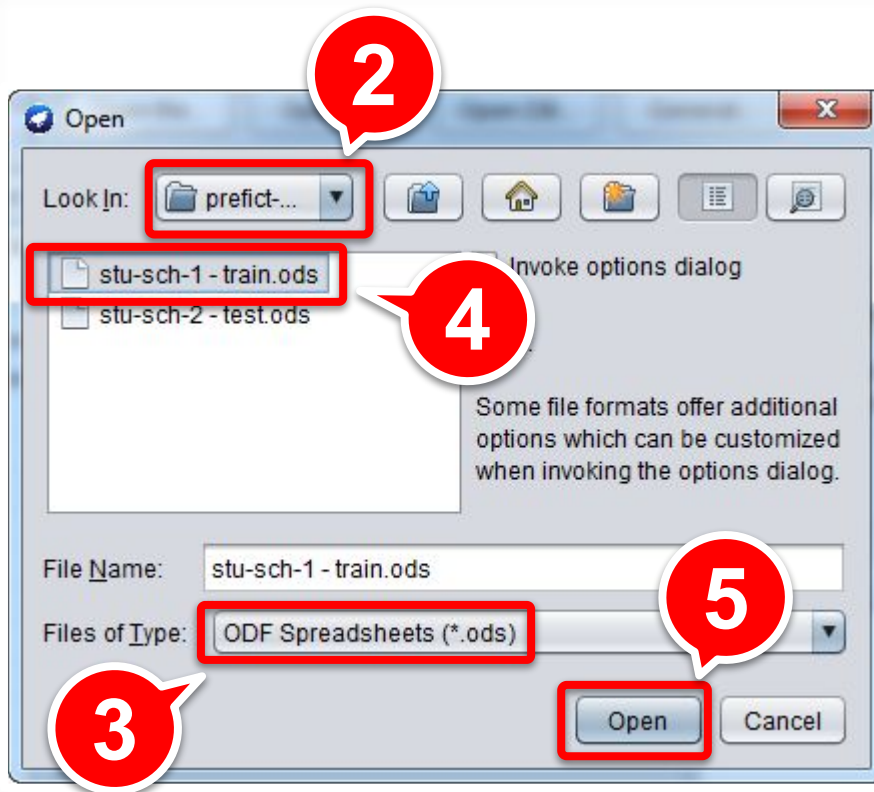 2
Open
x
Look In: prefict-...
stu-sch-1 - train.ods
Invoke options dialog
stu-sch-2 - test.ods
4
Some file formats offer additional
options which can be customized
when invoking the options dialog.
File Name: stu-sch-1 - train.ods
5
Files of Type: ODF Spreadsheets (*.ods)
3
Open Cancel